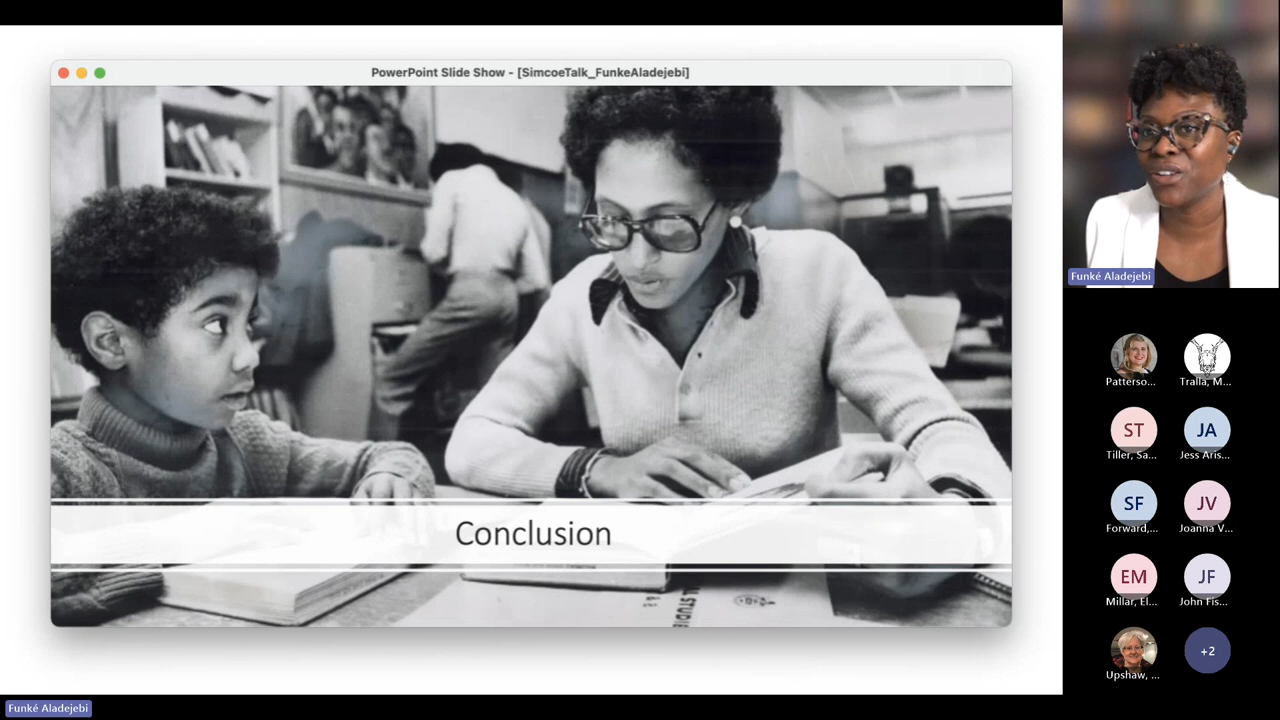 PowerPoint Slide Show - [SimcoeTalk_FunkeAladejebi]
Conclusion
Funké Aladejebi
Patterso...
Tralla, M...
ST
JA
Tiller, Sa...
Jess Aris...
SF
JV
Forward,...
Joanna V...
EM
JF
Millar, El...
John Fis...
Upshaw, ...
+2
Funké Aladejebi